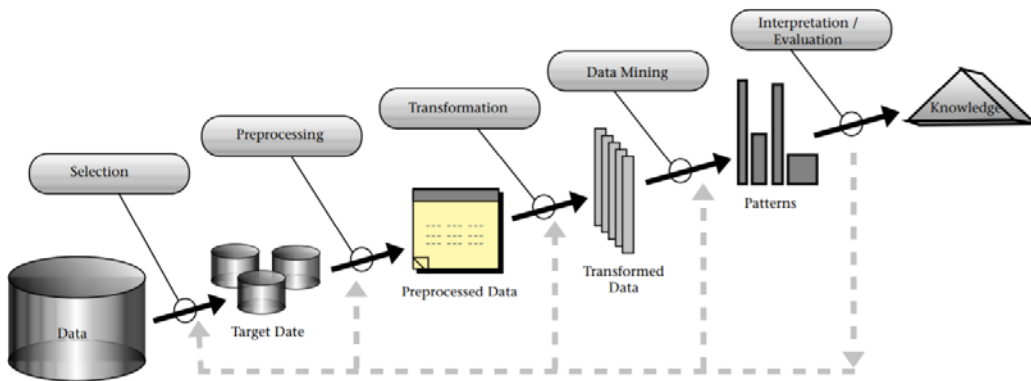 Interpretation /
Evaluation
Data Mining
Transformation
Preprocessing
Selection
Knowledge
Patterns
Transformed
Data
Preprocessed Data
Target Date
Data